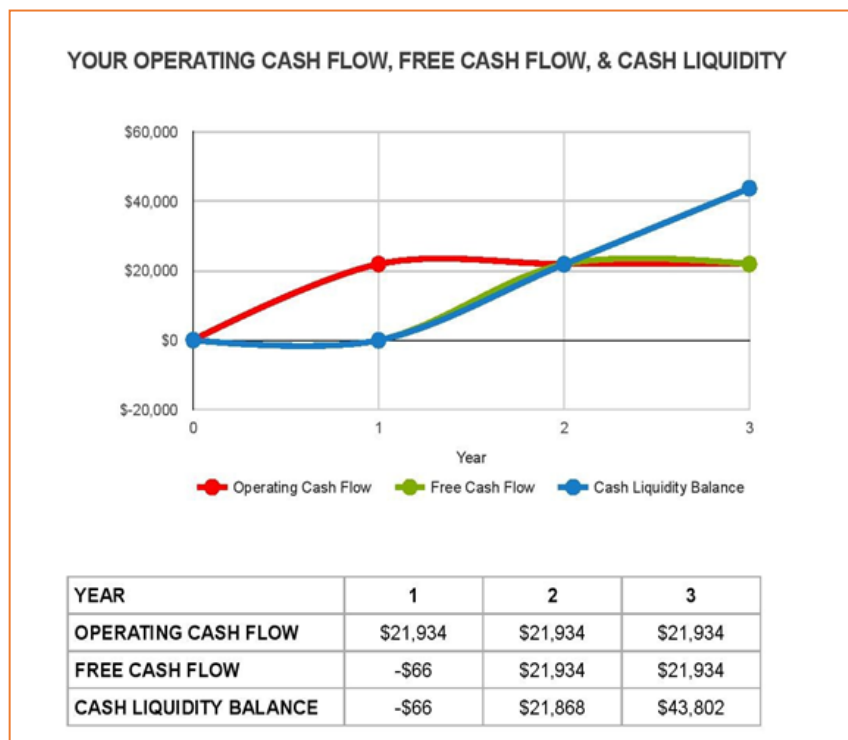 YOUR OPERATING CASH FLOW, FREE CASH FLOW, & CASH LIQUIDITY
$60,000
$40,000
$20,000
$0
$-20,000
0 1 2 3
Year
Operating Cash Flow Free Cash Flow Cash Liquidity Balance
YEAR 1 2 3
OPERATING CASH FLOW $21,934 $21,934 $21,934
FREE CASH FLOW -$66 $21,934 $21,934
CASH LIQUIDITY BALANCE -$66 $21,868 $43,802